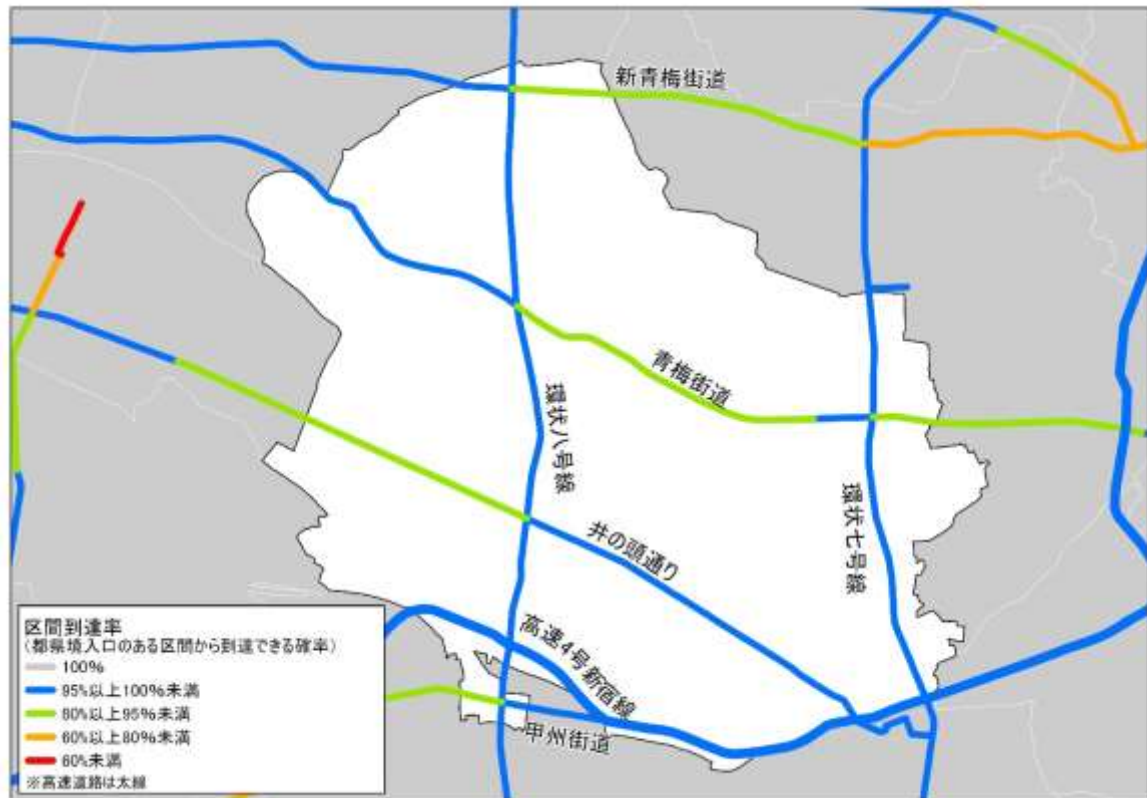 新青梅街道
青梅街道
環状八号線
環状七号線
井の頭通り
高速4号新宿線
甲州街道
区間到達率
(都県境入口のある区間から到達できる確率)
100%
95%以上100%未満
80%以上95%未満
60%以上80%未満
60%未満
※高速道路は太線